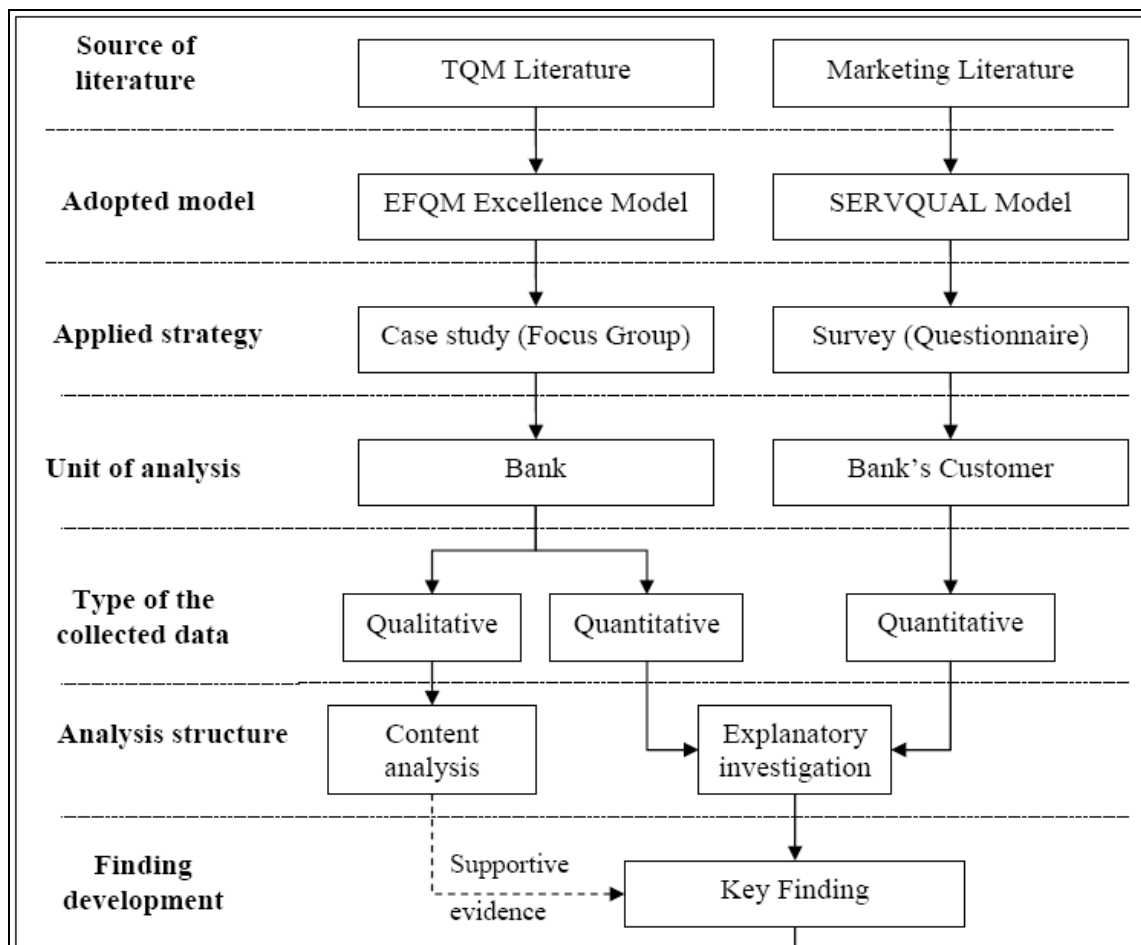 Source of
literature
TQM Literature
Marketing Literature
Adopted model
EFQM Excellence Model
SERVQUAL Model
Applied strategy
Case study (Focus Group)
Survey (Questionnaire)
Unit of analysis
Bank
Bank’s Customer
Type of the
collected data
Qualitative
Quantitative
Quantitative
Analysis structure
Content
analysis
Explanatory
investigation
Finding
development
Supportive
evidence
Key Finding